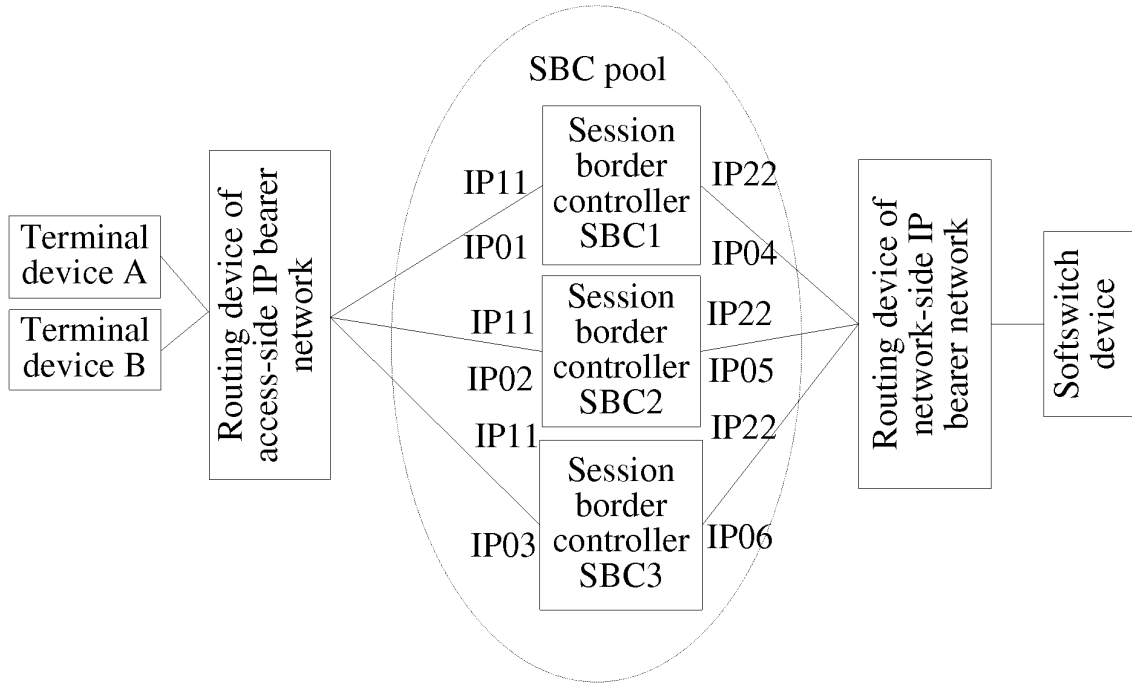 SBC pool
Terminal
device A
Terminal
device B
Routing device of
access-side IP bearer
network
IP11
IP01
Session
border
controller
SBC1
IP22
IP04
IP11
IP02
Session
border
controller
SBC2
IP22
IP05
IP11
IP03
Session
border
controller
SBC3
IP22
IP06
Routing device of
network-side IP
bearer network
Softswitch
device